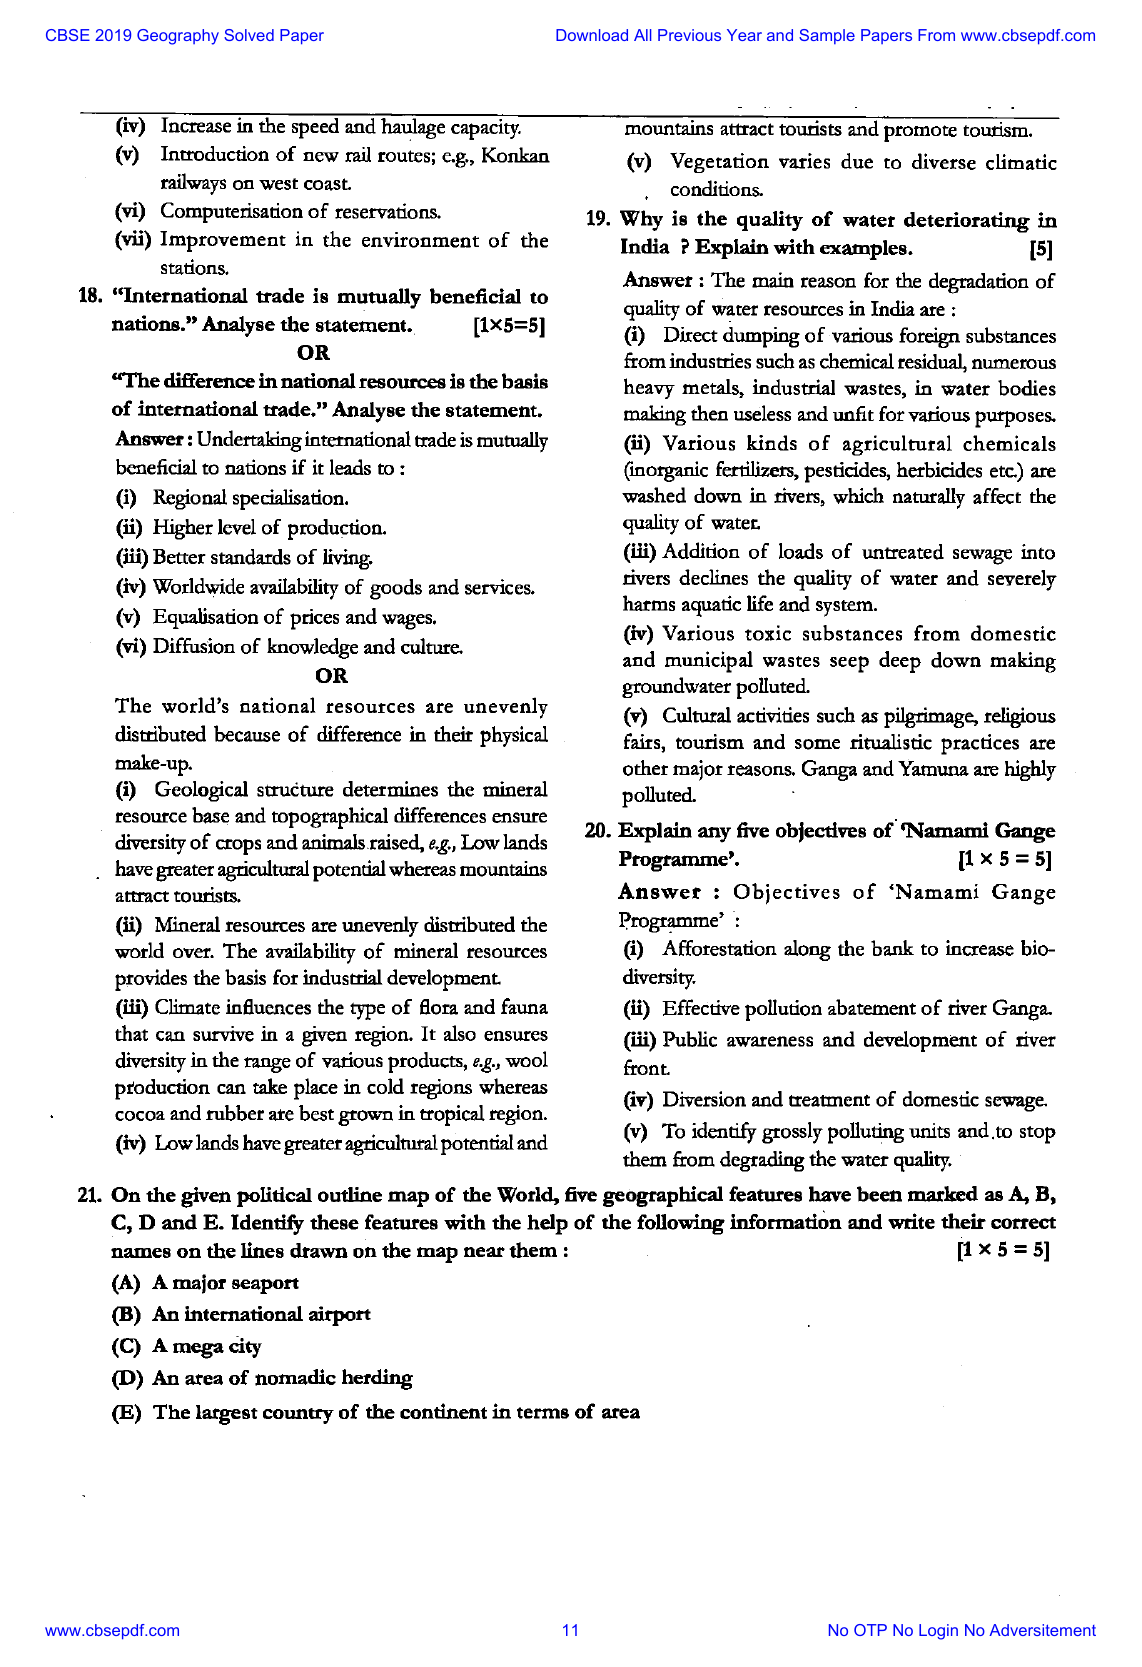 CBSE 2019 Geography Solved Paper
Download All Previous Year and Sample Papers From www.cbsepdf.com
(iv) Increase in the speed and haulage capacity.
(v) Introduction of new rail routes; e.g., Konkan
railways on west coast.
(vi) Computerisation of reservations.
(vii) Improvement in the environment of the
stations.
18. “International trade is mutually beneficial to
nations.” Analyse the statement. [1×5=5]
OR
“The difference in national resources is the basis
of international trade.” Analyse the statement.
Answer : Undertaking international trade is mutually
beneficial to nations if it leads to :
(i) Regional specialisation.
(ii) Higher level of production.
(iii) Better standards of living.
(iv) Worldwide availability of goods and services.
(v) Equalisation of prices and wages.
(vi) Diffusion of knowledge and culture.
OR
The world’s national resources are unevenly
distributed because of difference in their physical
make-up.
(i) Geological structure determines the mineral
resource base and topographical differences ensure
diversity of crops and animals raised, e.g., Low lands
have greater agricultural potential whereas mountains
attract tourists.
(ii) Mineral resources are unevenly distributed the
world over. The availability of mineral resources
provides the basis for industrial development.
(iii) Climate influences the type of flora and fauna
that can survive in a given region. It also ensures
diversity in the range of various products, e.g., wool
production can take place in cold regions whereas
cocoa and rubber are best grown in tropical region.
(iv) Low lands have greater agricultural potential and
mountains attract tourists and promote tourism.
(v) Vegetation varies due to diverse climatic
conditions.
19. Why is the quality of water deteriorating in
India ? Explain with examples. [5]
Answer : The main reason for the degradation of
quality of water resources in India are :
(i) Direct dumping of various foreign substances
from industries such as chemical residual, numerous
heavy metals, industrial wastes, in water bodies
making then useless and unfit for various purposes.
(ii) Various kinds of agricultural chemicals
(inorganic fertilizers, pesticides, herbicides etc.) are
washed down in rivers, which naturally affect the
quality of water.
(iii) Addition of loads of untreated sewage into
rivers declines the quality of water and severely
harms aquatic life and system.
(iv) Various toxic substances from domestic
and municipal wastes seep deep down making
groundwater polluted.
(v) Cultural activities such as pilgrimage, religious
fairs, tourism and some ritualistic practices are
other major reasons. Ganga and Yamuna are highly
polluted.
20. Explain any five objectives of ‘Namami Gange
Programme’. [1 × 5 = 5]
Answer : Objectives of ‘Namami Gange
Programme’ :
(i) Afforestation along the bank to increase bio-
diversity.
(ii) Effective pollution abatement of river Ganga.
(iii) Public awareness and development of river
front.
(iv) Diversion and treatment of domestic sewage.
(v) To identify grossly polluting units and to stop
them from degrading the water quality.
21. On the given political outline map of the World, five geographical features have been marked as A, B,
C, D and E. Identify these features with the help of the following information and write their correct
names on the lines drawn on the map near them : [1 × 5 = 5]
(A) A major seaport
(B) An international airport
(C) A mega city
(D) An area of nomadic herding
(E) The largest country of the continent in terms of area
www.cbsepdf.com
11
No OTP No Login No Adversitement